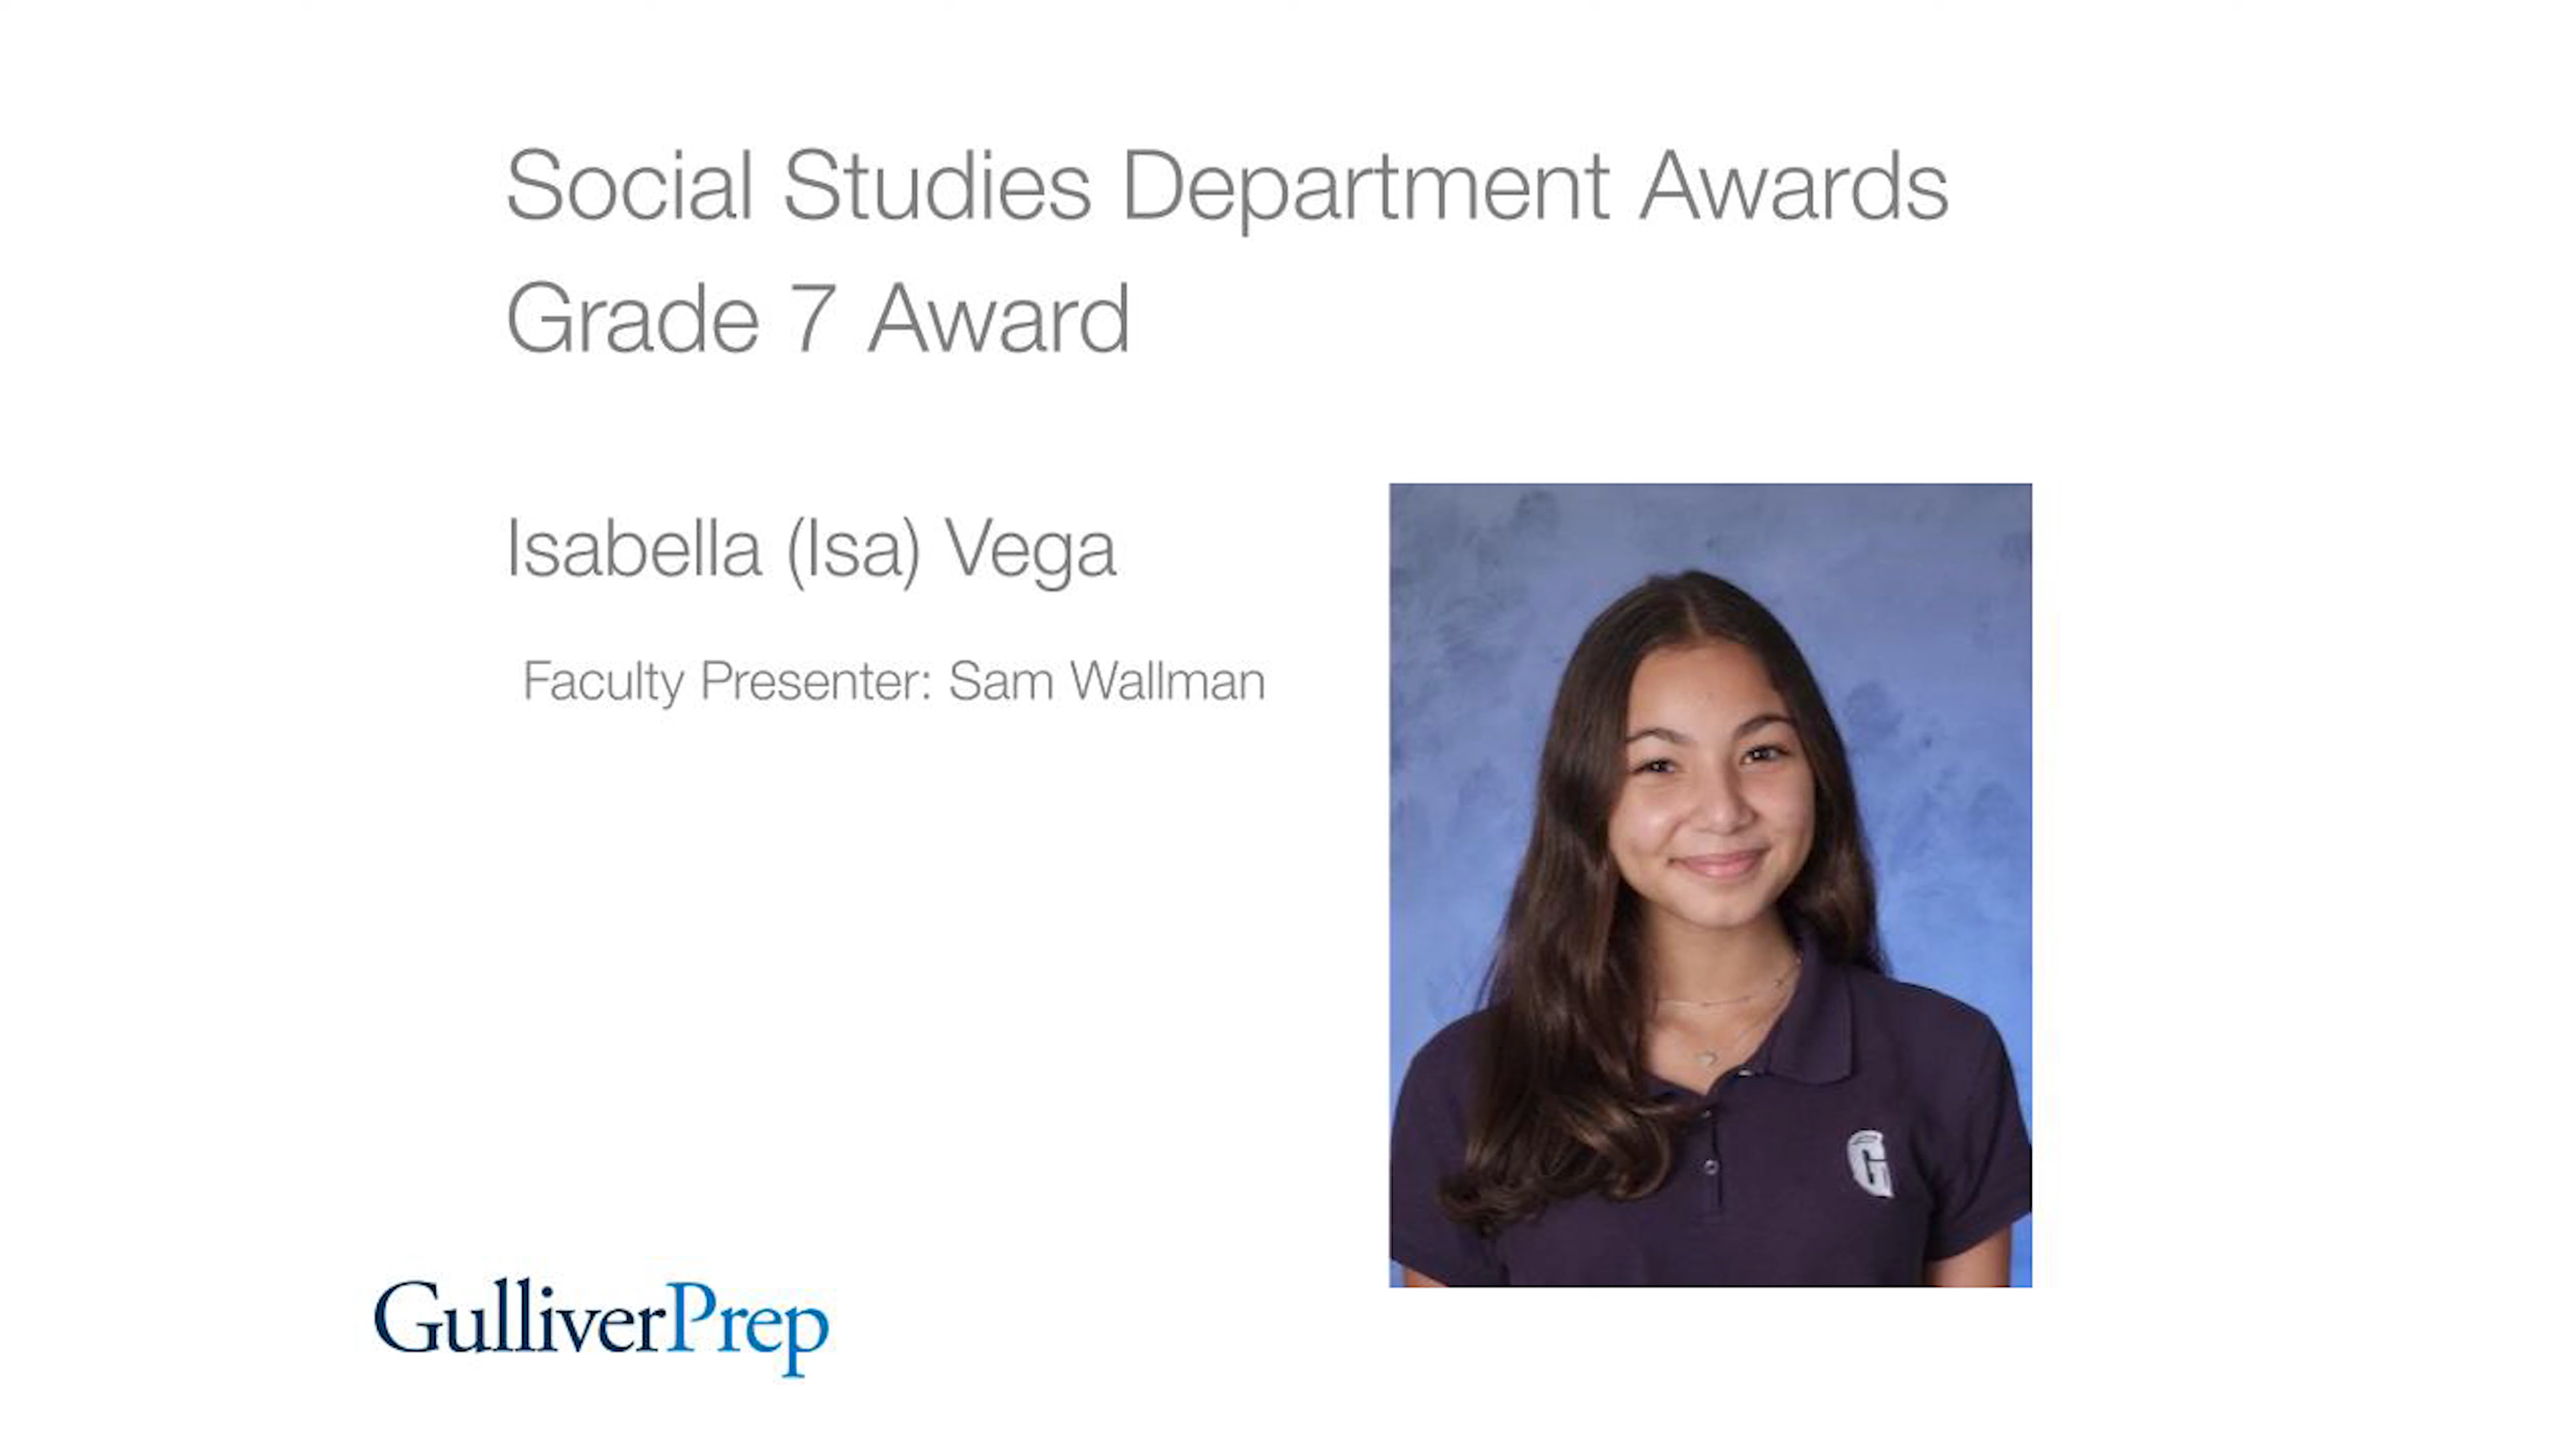 Social Studies Department Awards
Grade 7 Award
Isabella (Isa) Vega
Faculty Presenter: Sam Wallman
G
GulliverPrep